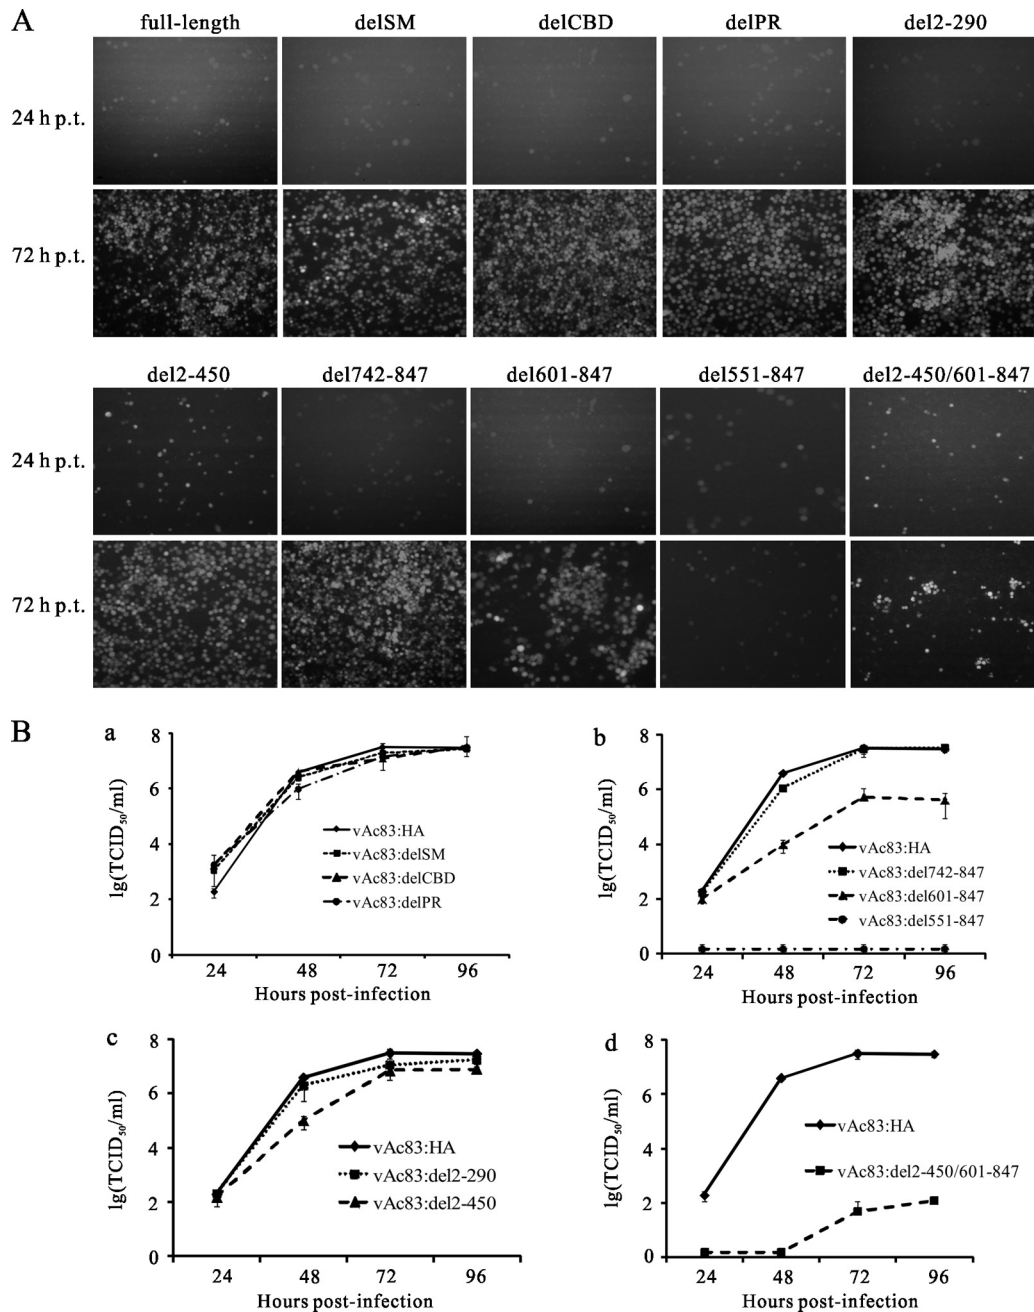 A
full-length delSM delCBD delPR del2-290
24 h p.t.
72 h p.t.
del2-450 del742-847 del601-847 del551-847 del2-450/601-847
24 h p.t.
72 h p.t.
B
a
lg(TCID50/ml)
8
6
4
2
0
vAc83:HA
vAc83:delSM
vAc83:delCBD
vAc83:delPR
24 48 72 96
Hours post-infection
b
lg(TCID50/ml)
8
6
4
2
0
vAc83:HA
vAc83:del742-847
vAc83:del601-847
vAc83:del551-847
24 48 72 96
Hours post-infection
c
lg(TCID50/ml)
8
6
4
2
0
vAc83:HA
vAc83:del2-290
vAc83:del2-450
24 48 72 96
Hours post-infection
d
lg(TCID50/ml)
8
6
4
2
0
vAc83:HA
vAc83:del2-450/601-847
24 48 72 96
Hours post-infection